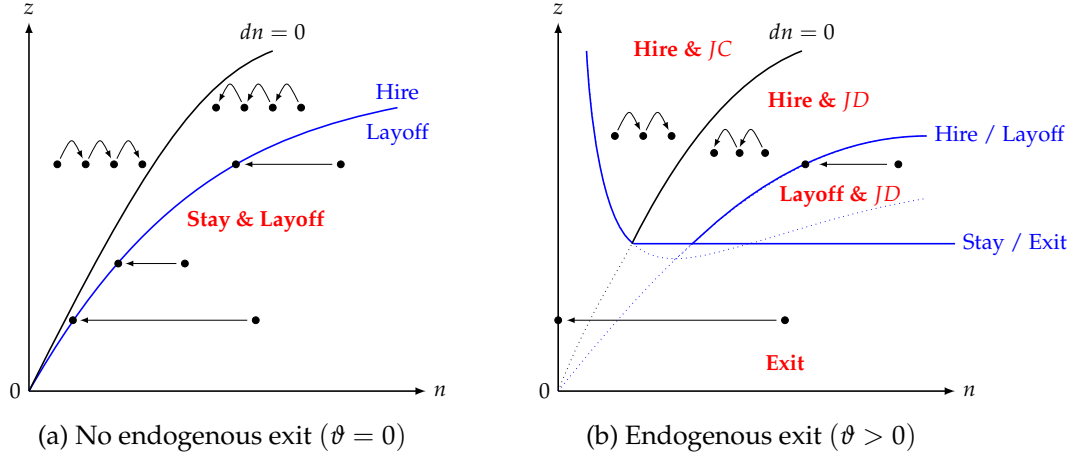 z
dn = 0
Hire
Layoff
Stay & Layoff
0
n
(a) No endogenous exit (ϑ = 0)
z
Hire & JC
dn = 0
Hire & JD
Hire / Layoff
Layoff & JD
Stay / Exit
Exit
0
n
(b) Endogenous exit (ϑ > 0)